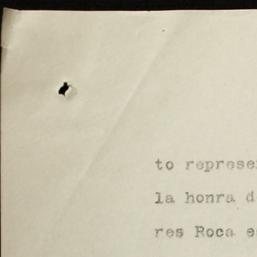 to represe
la honra d
res Roca e